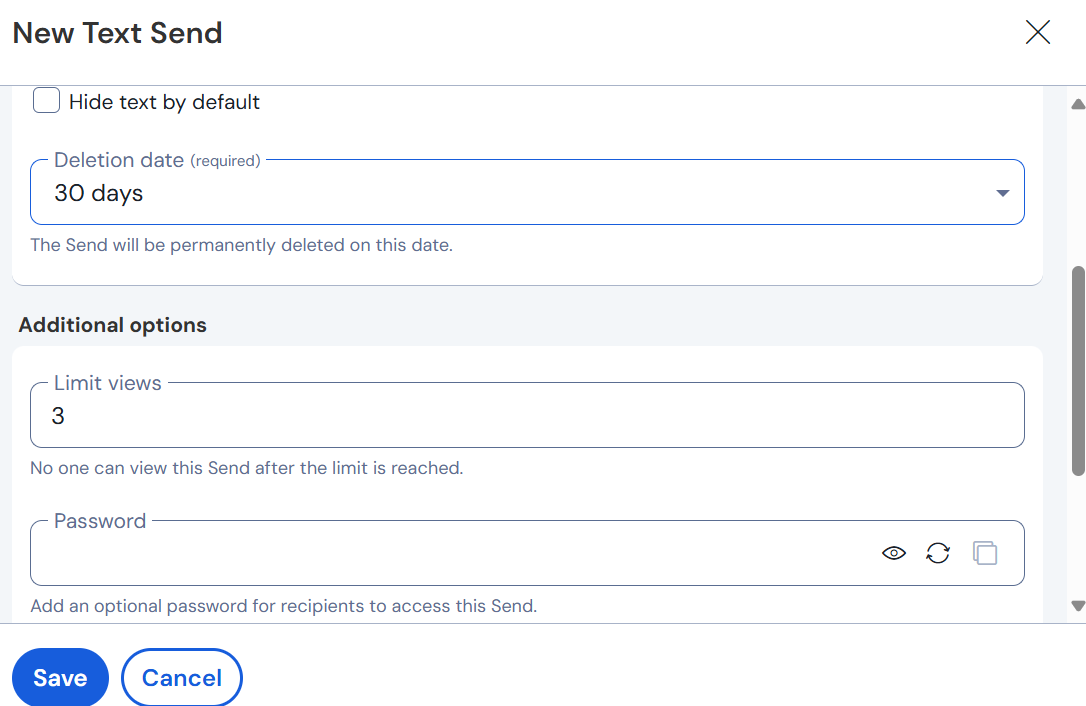 New Text Send
Hide text by default
Deletion date (required)
30 days
The Send will be permanently deleted on this date.
Additional options
Limit views
3
No one can view this Send after the limit is reached.
Password
Add an optional password for recipients to access this Send.
Save
Cancel